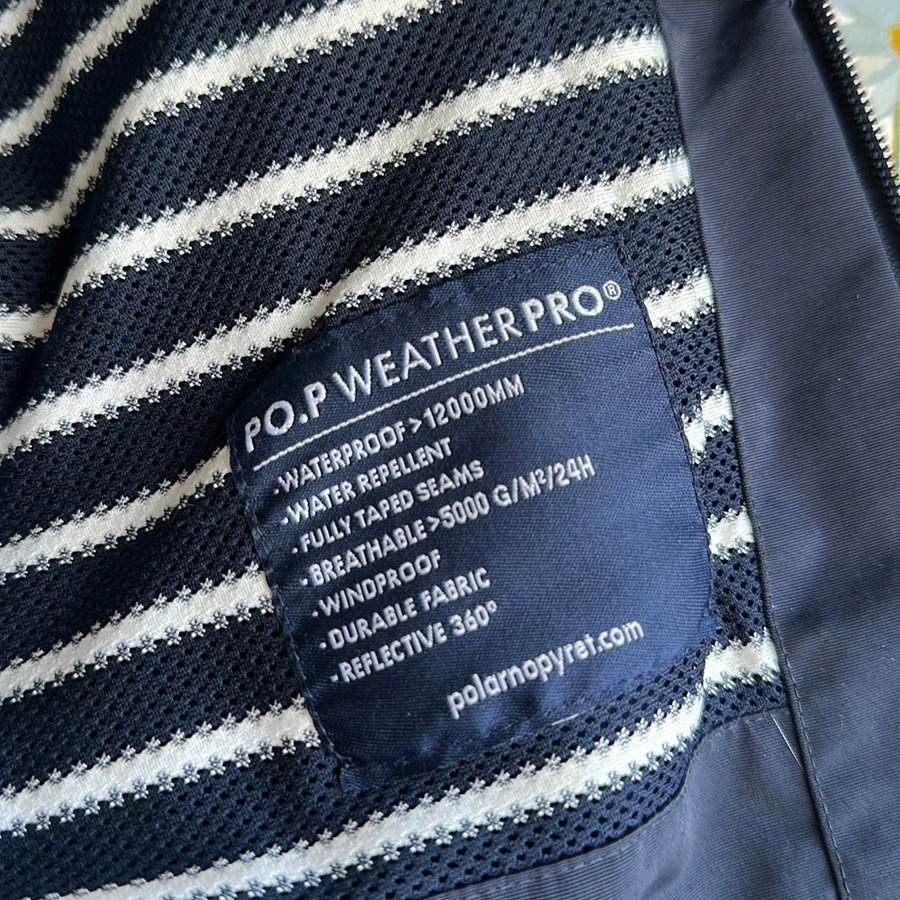 PO.P WEATHERPRO®
·WATERPROOF>12000MM
·WATER REPELLENT
·FULLY TAPED SEAMS
·BREATHABLE>5000 G/M²/24H
·WINDPROOF
·DURABLE FABRIC
·REFLECTIVE 360°
polarnopyret.com